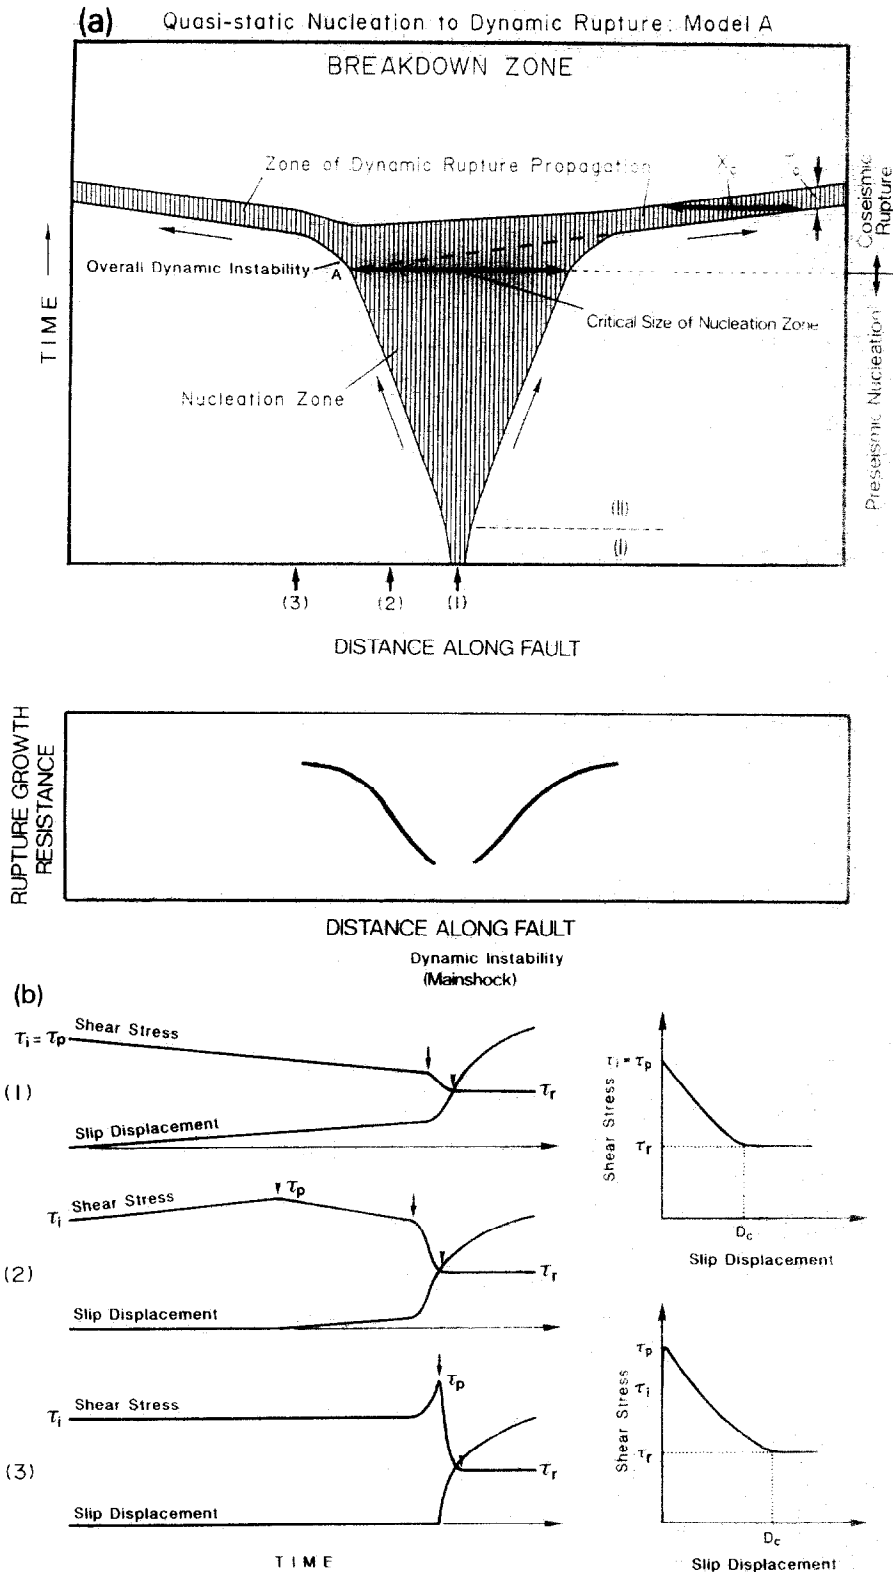 (a) Quasi-static Nucleation to Dynamic Rupture: Model A
BREAKDOWN ZONE
Zone of Dynamic Rupture Propagation
Xc
Tc
Coseismic
Rupture
Overall Dynamic Instability
A
Critical Size of Nucleation Zone
TIME
Nucleation Zone
Preseismic Nucleation
(II)
(I)
(3) (2) (1)
DISTANCE ALONG FAULT
RUPTURE GROWTH
RESISTANCE
DISTANCE ALONG FAULT
Dynamic Instability
(Mainshock)
(b)
τi = τp
Shear Stress
(1)
τr
Slip Displacement
Shear Stress
τi = τp
τr
Dc
Slip Displacement
Shear Stress
τp
τi
(2)
τr
Slip Displacement
Shear Stress
τp
τi
(3)
τr
Slip Displacement
TIME
Shear Stress
τp
τi
τr
Dc
Slip Displacement